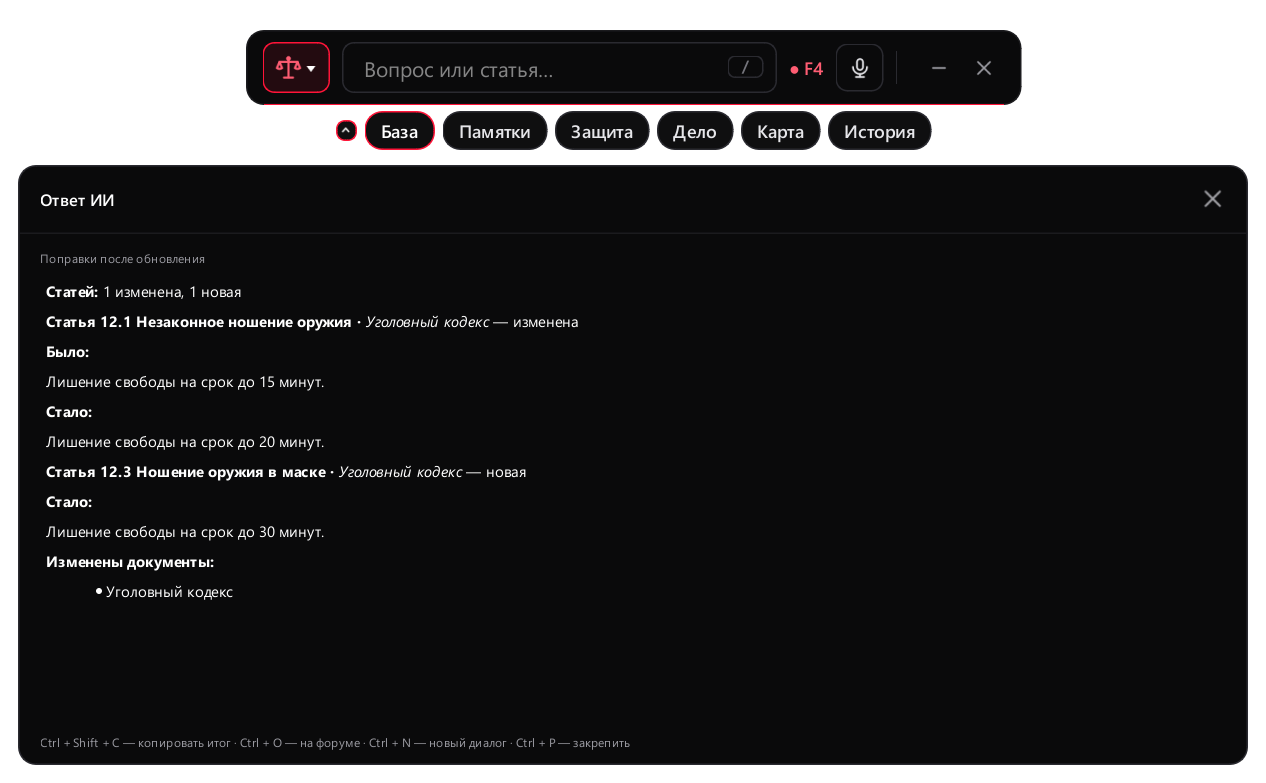 Вопрос или статья...
/
F4
База
Памятки
Защита
Дело
Карта
История
Ответ ИИ
Поправки после обновления
Статей: 1 изменена, 1 новая
Статья 12.1 Незаконное ношение оружия · Уголовный кодекс — изменена
Было:
Лишение свободы на срок до 15 минут.
Стало:
Лишение свободы на срок до 20 минут.
Статья 12.3 Ношение оружия в маске · Уголовный кодекс — новая
Стало:
Лишение свободы на срок до 30 минут.
Изменены документы:
• Уголовный кодекс
Ctrl + Shift + C — копировать итог · Ctrl + O — на форуме · Ctrl + N — новый диалог · Ctrl + P — закрепить